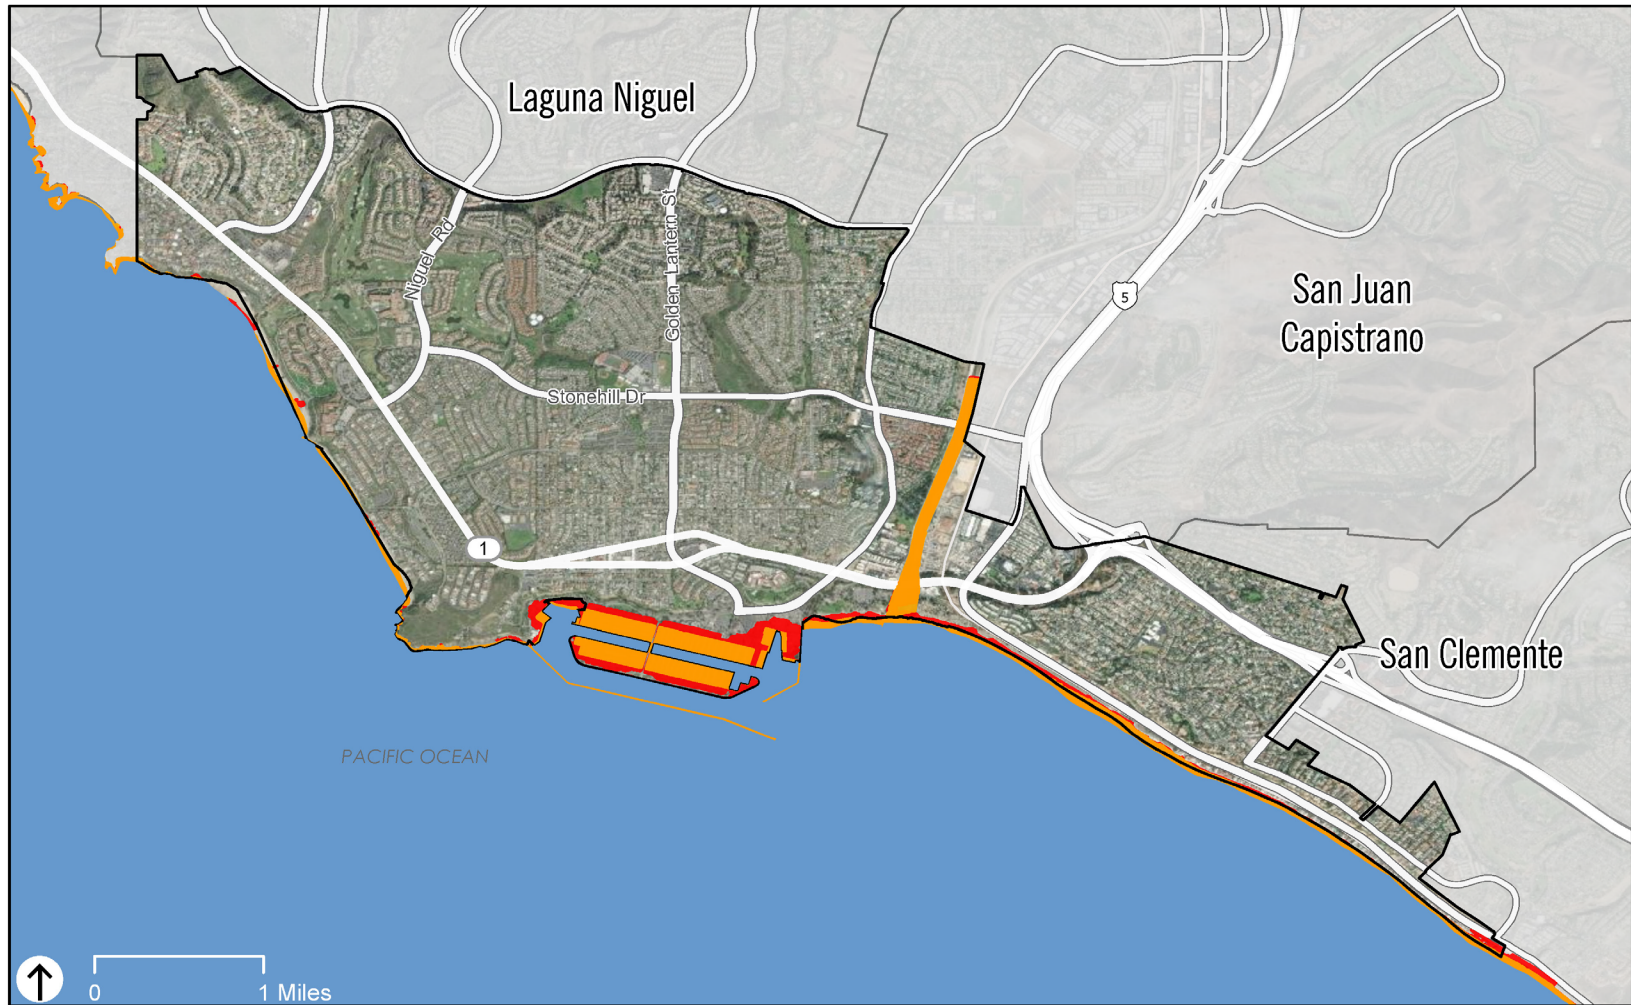 Laguna Niguel
Niguel Rd
Golden Lantern St
San Juan
Capistrano
5
Stonehill Dr
1
San Clemente
PACIFIC OCEAN
0 1 Miles